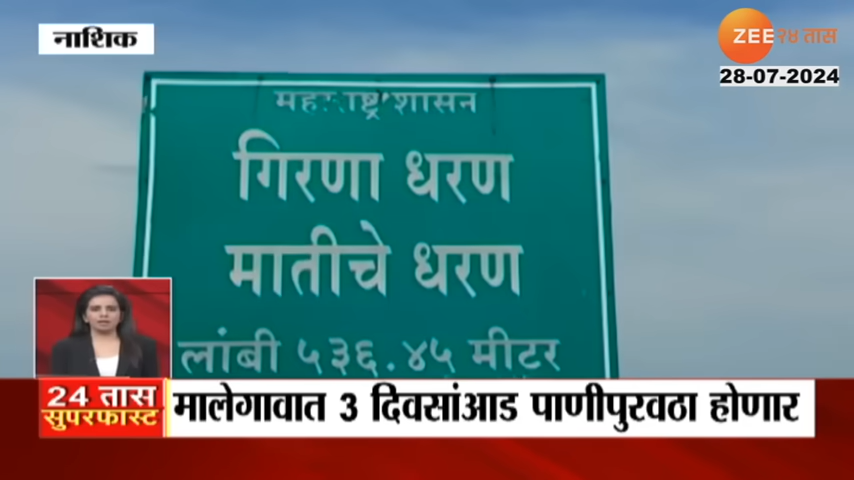 नाशिक
ZEE २४ तास
28-07-2024
महाराष्ट्र शासन
गिरणा धरण
मातीचे धरण
लांबी ५३६.४५ मीटर
24 तास
सुपरफास्ट
मालेगावात 3 दिवसांआड पाणीपुरवठा होणार